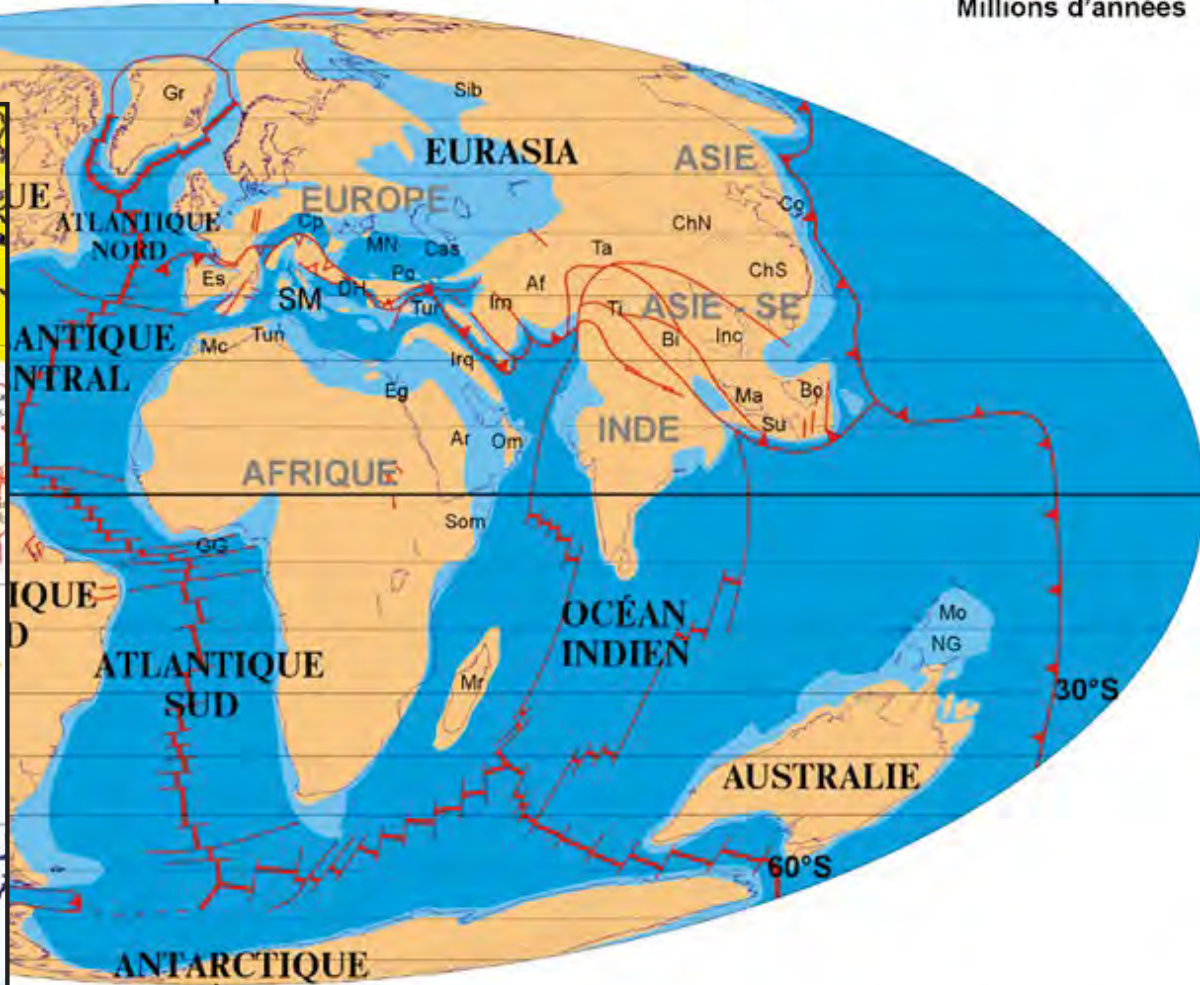 Millions d'années
Gr
Sib
EURASIA
ASIE
UE
EUROPE
ATLANTIQUE
NORD
Cp
MN
Cas
ChN
Co
Ta
ChS
Es
SM
DH
Pc
Tur
Im
Af
Ti
ASIE SE
Bi
Inc
ANTIQUE
NTRAL
Mc
Tun
Irq
Eg
Ma
Bo
Su
INDE
Ar
Om
AFRIQUE
Som
GG
IQUE
D
OCÉAN
INDIEN
Mo
NG
ATLANTIQUE
SUD
Mr
30°S
AUSTRALIE
60°S
ANTARCTIQUE